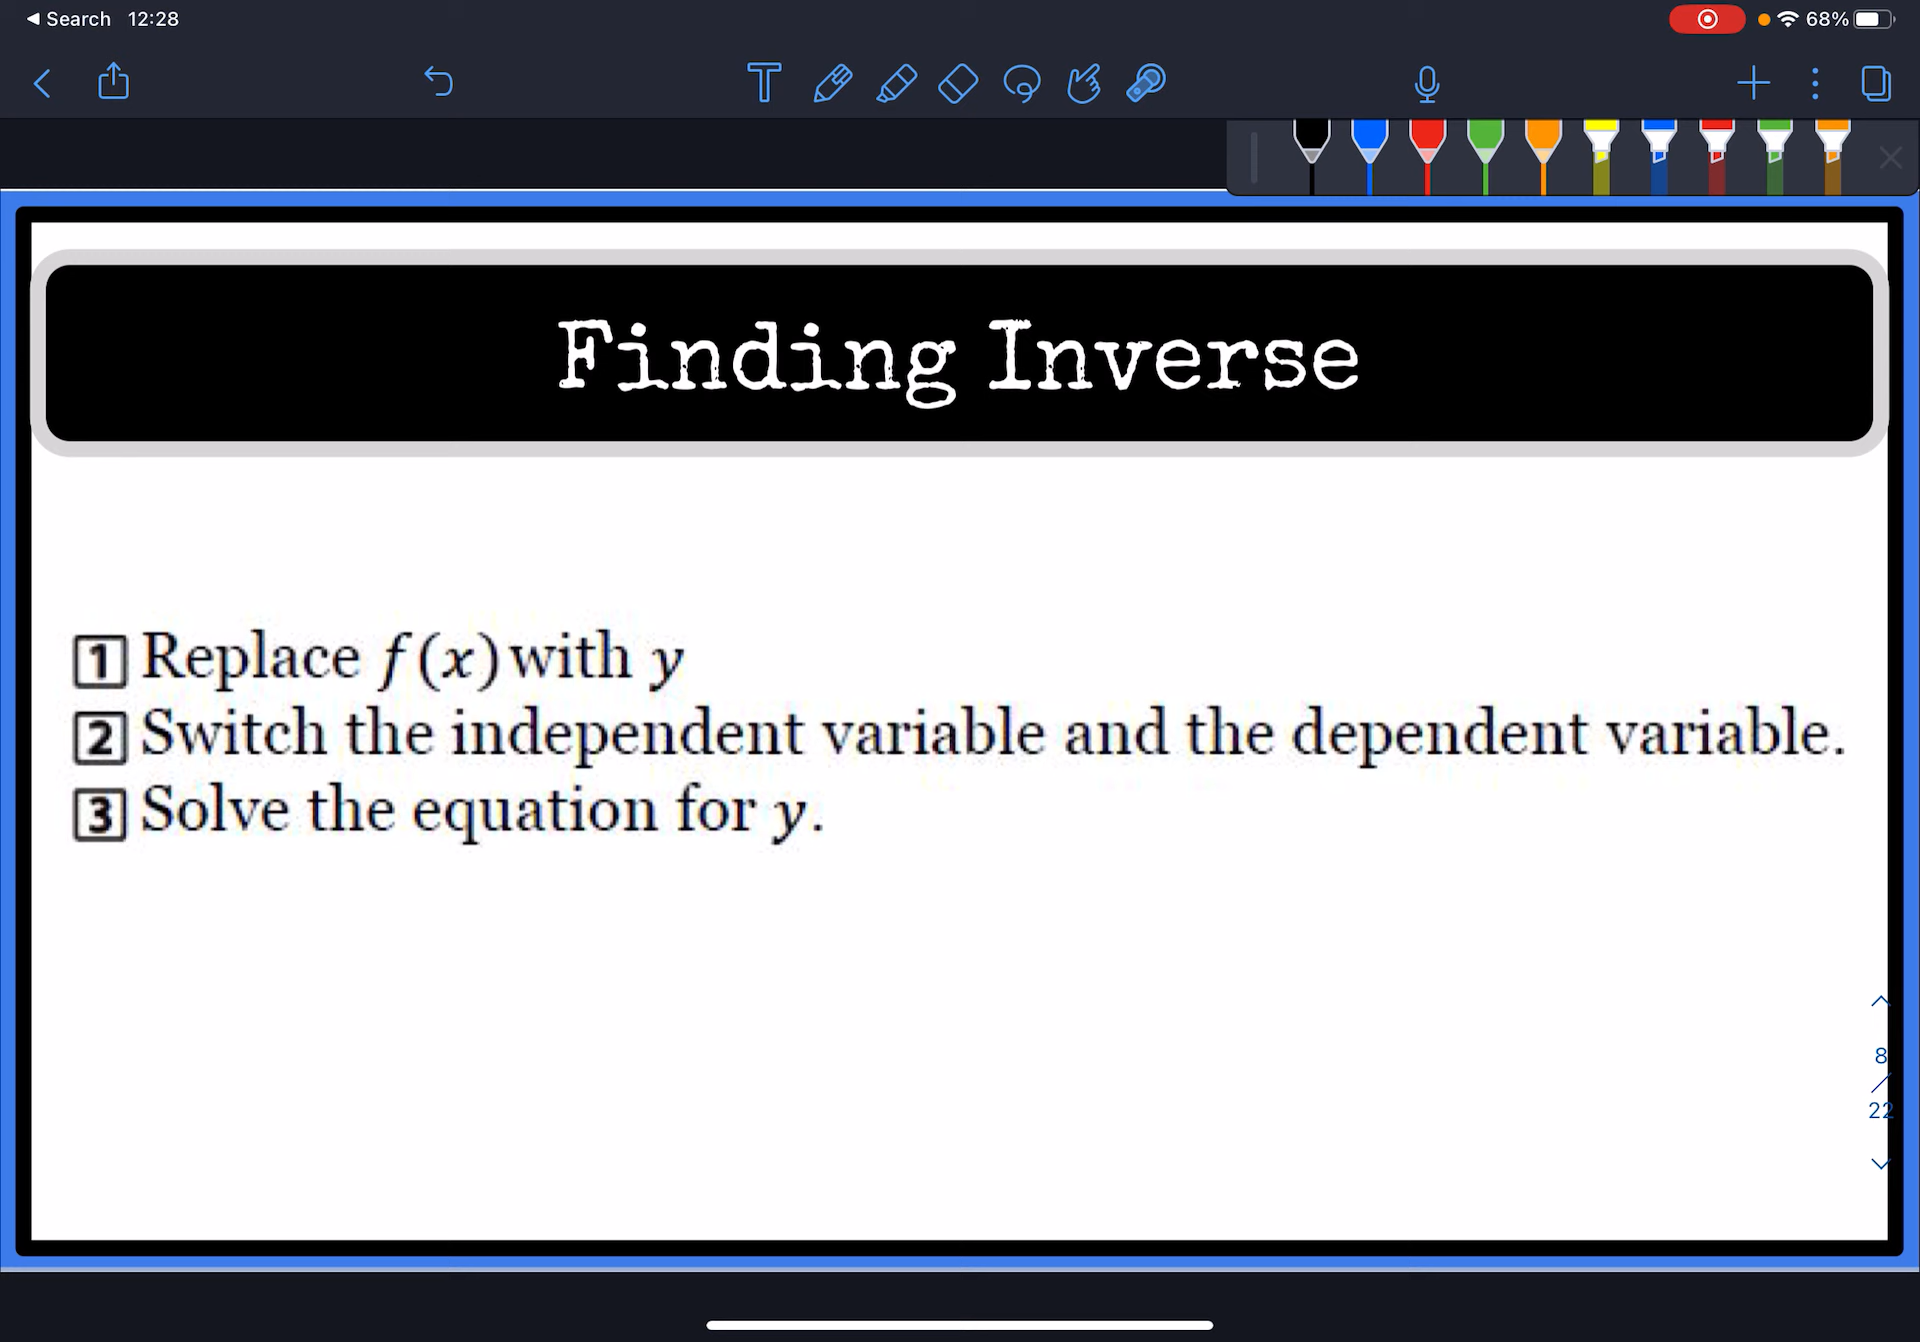 Search 12:28
68%
Finding Inverse
1 Replace f(x) with y
2 Switch the independent variable and the dependent variable.
3 Solve the equation for y.
8
/
22